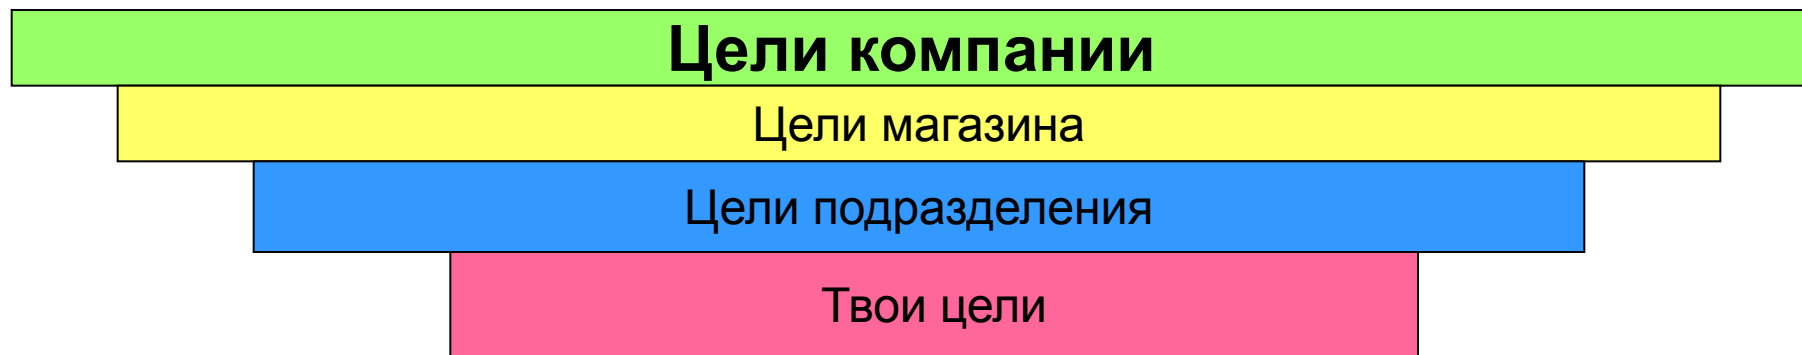 Цели компании
Цели магазина
Цели подразделения
Твои цели